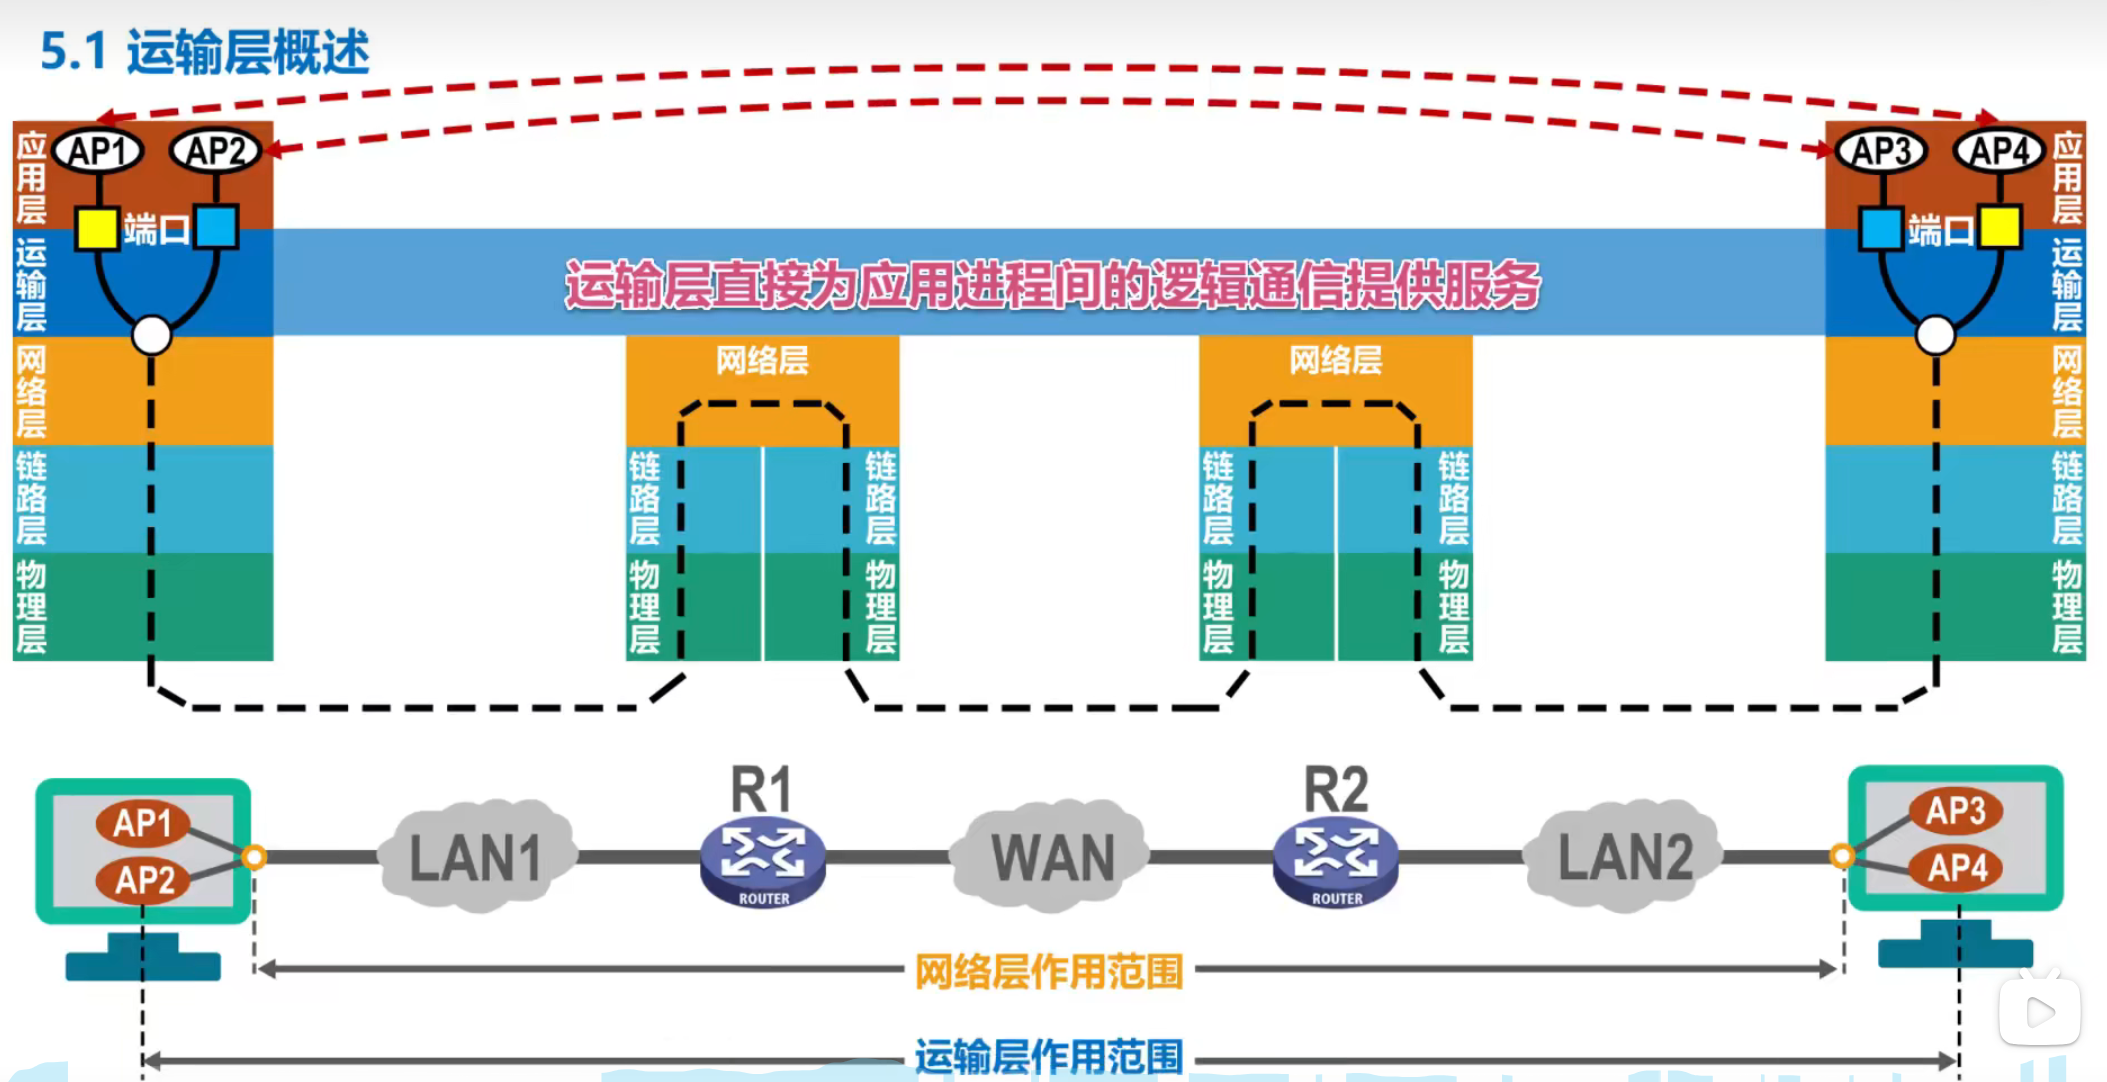 5.1 运输层概述
应用层
AP1
AP2
AP3
AP4
应用层
端口
端口
运输层
运输层直接为应用进程间的逻辑通信提供服务
运输层
网络层
网络层
网络层
网络层
链路层
链路层
链路层
链路层
链路层
链路层
物理层
物理层
物理层
物理层
物理层
物理层
R1
R2
AP1
AP2
LAN1
ROUTER
WAN
ROUTER
LAN2
AP3
AP4
网络层作用范围
运输层作用范围